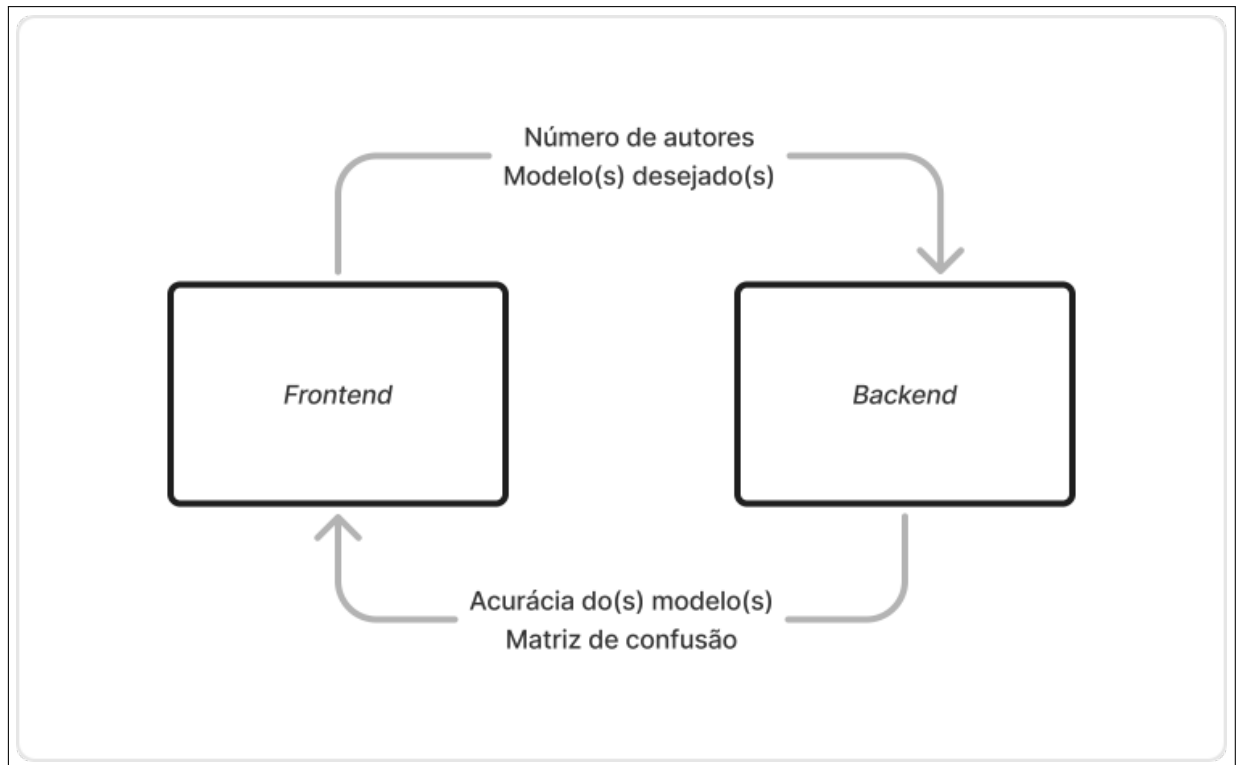 Número de autores
Modelo(s) desejado(s)
Frontend
Backend
Acurácia do(s) modelo(s)
Matriz de confusão